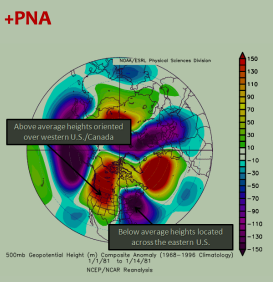 +PNA
NOAA/ESRL Physical Sciences Division
Above average heights oriented
over western U.S./Canada
Below average heights located
across the eastern U.S.
150
130
110
90
70
50
30
10
-10
-30
-50
-70
-90
-110
-130
-150
500mb Geopotential Height (m) Composite Anomaly (1968-1996 Climatology)
1/1/81 to 1/14/81
NCEP/NCAR Reanalysis